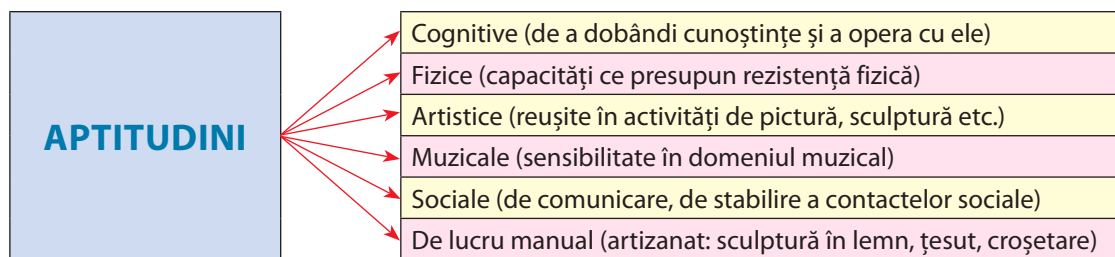 APTITUDINI
Cognitive (de a dobândi cunoștințe și a opera cu ele)
Fizice (capacități ce presupun rezistență fizică)
Artistice (reușite în activități de pictură, sculptură etc.)
Muzicale (sensibilitate în domeniul muzical)
Sociale (de comunicare, de stabilire a contactelor sociale)
De lucru manual (artizanat: sculptură în lemn, țesut, croșetare)